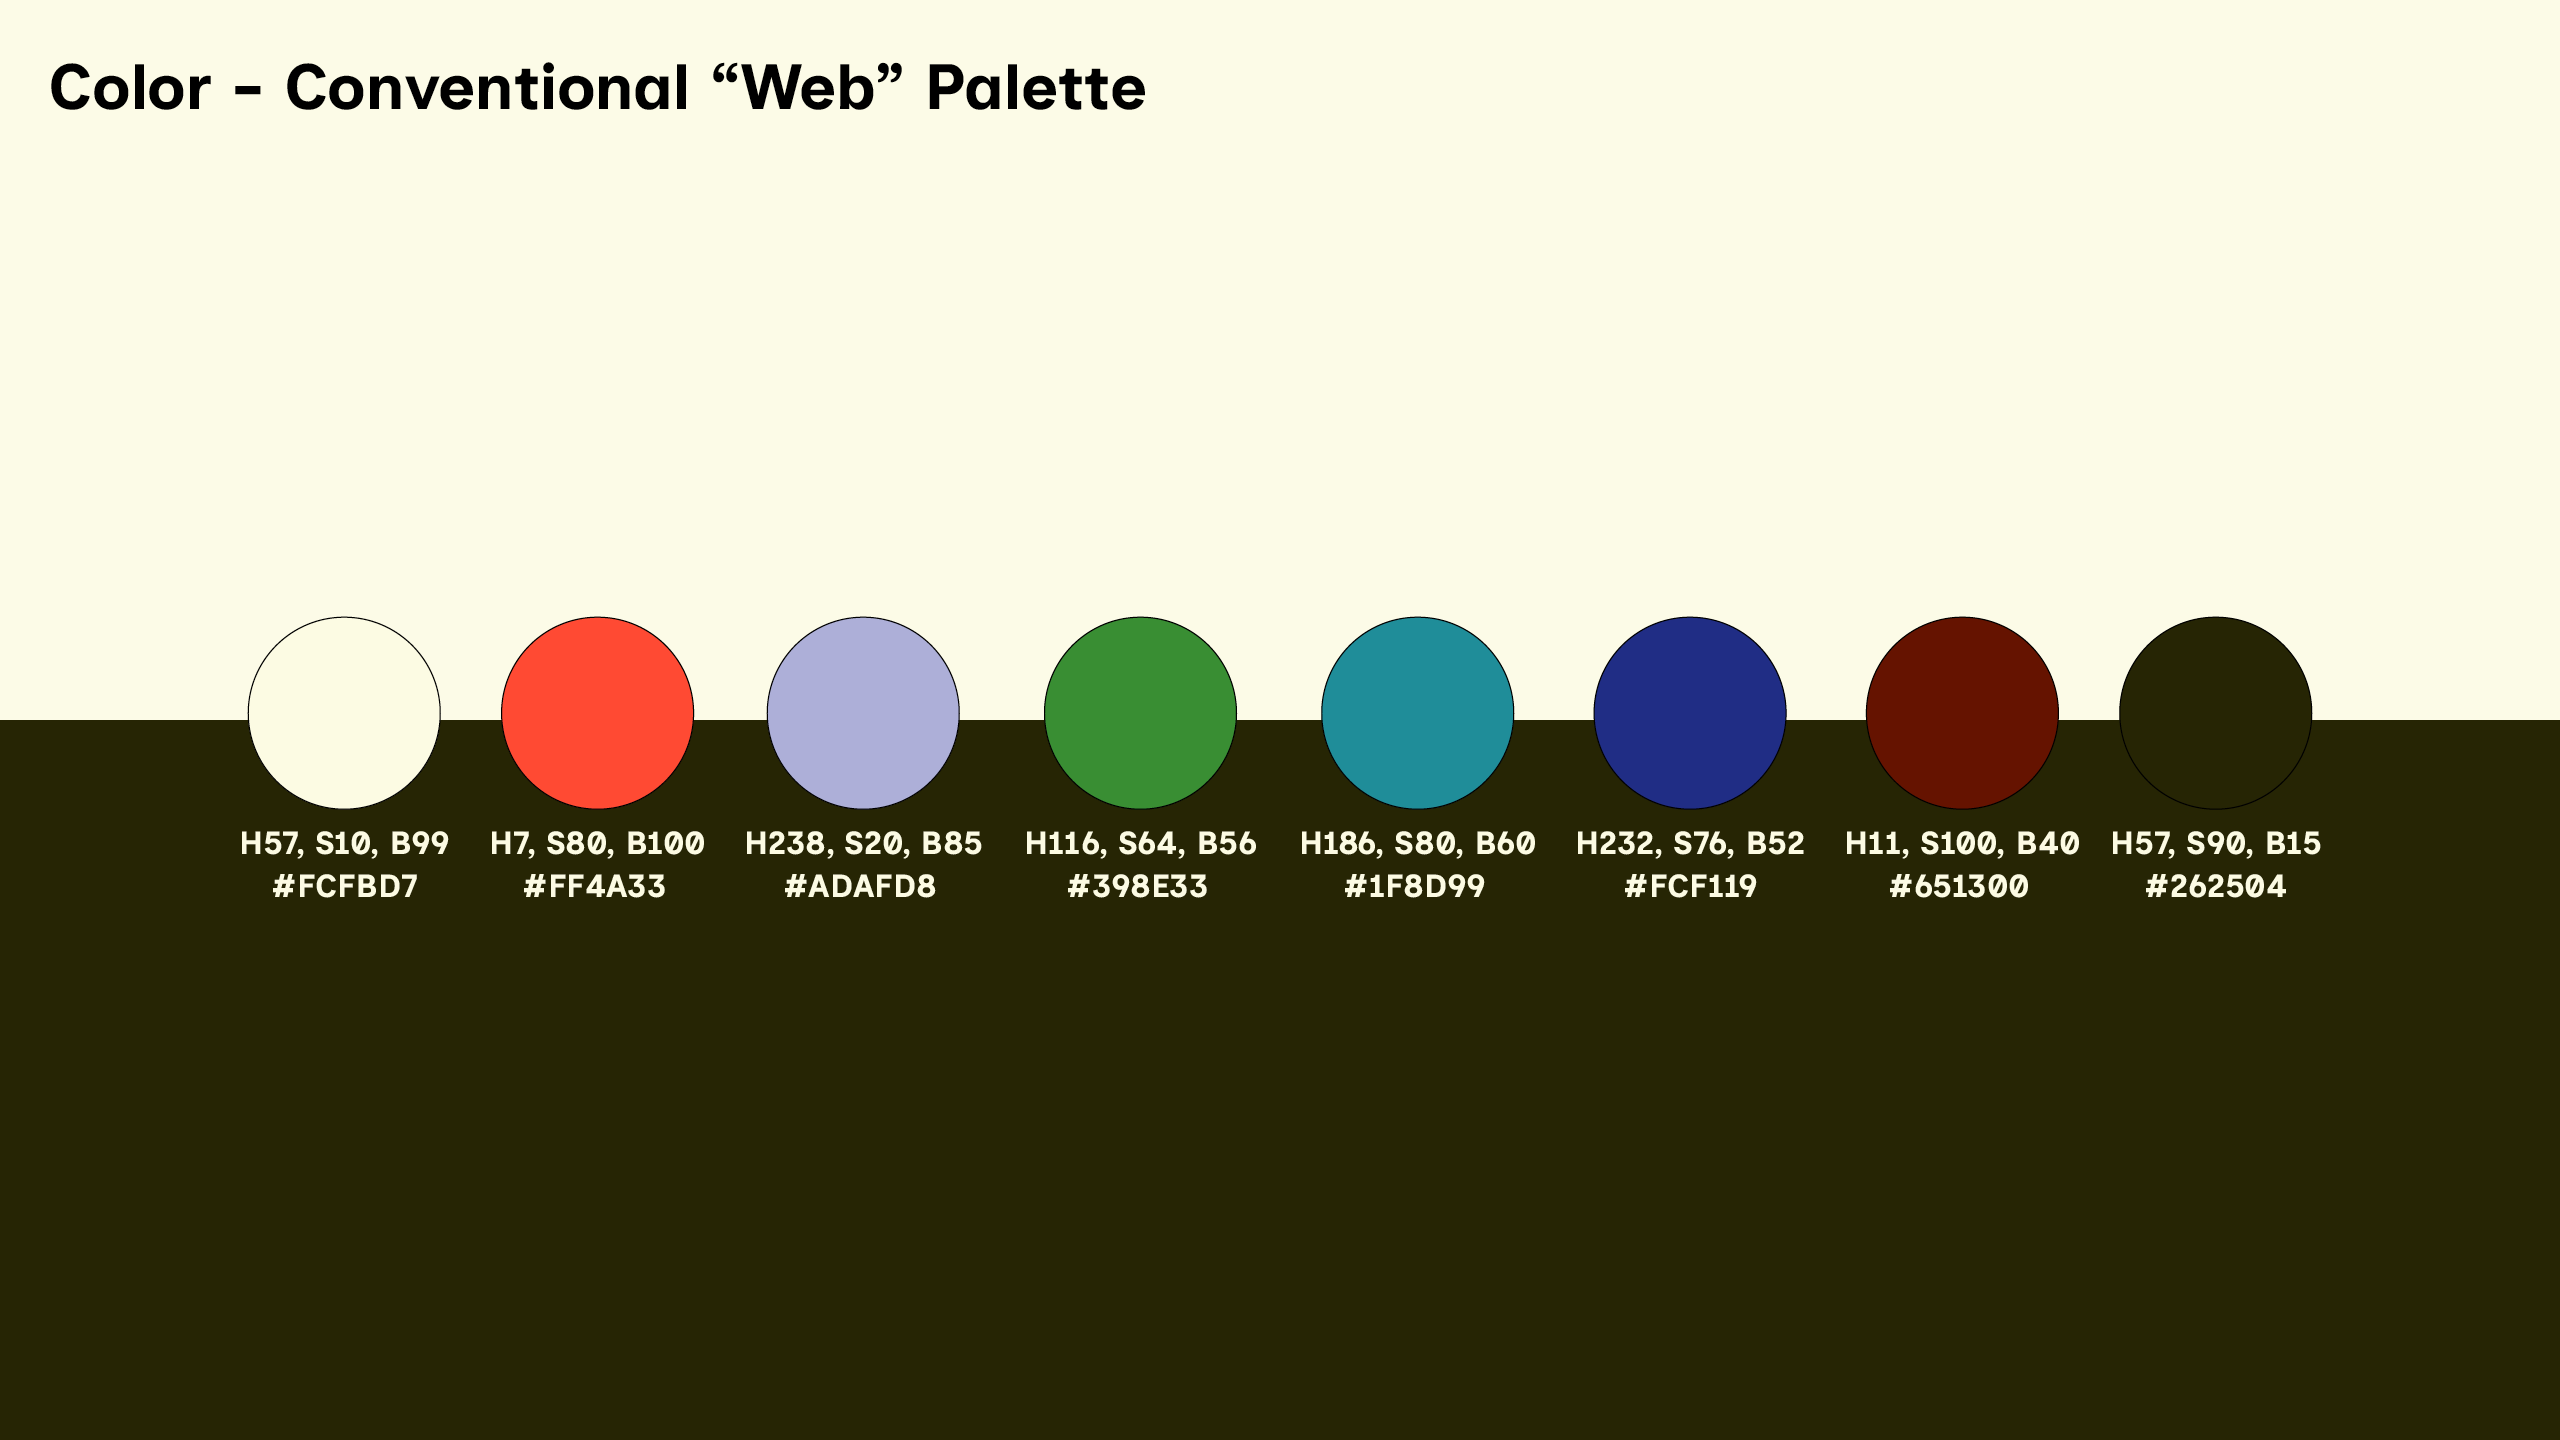 Color – Conventional “Web” Palette
H57, S10, B99
#FCFBD7
H7, S80, B100
#FF4A33
H238, S20, B85
#ADAFD8
H116, S64, B56
#398E33
H186, S80, B60
#1F8D99
H232, S76, B52
#FCF119
H11, S100, B40
#651300
H57, S90, B15
#262504